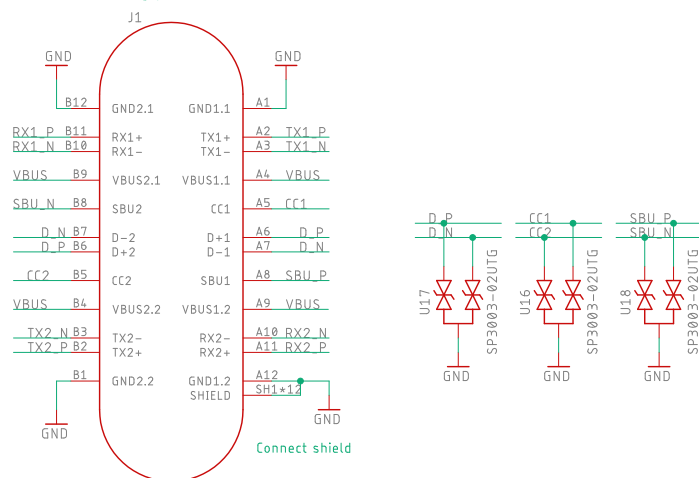 J1
GND
GND
B12 GND2.1 GND1.1 A1
RX1_P B11 RX1+ TX1+ A2 TX1_P
RX1_N B10 RX1- TX1- A3 TX1_N
VBUS B9 VBUS2.1 VBUS1.1 A4 VBUS
SBU_N B8 SBU2 CC1 A5 CC1
D_N B7 D-2 D+1 A6 D_P
D_P B6 D+2 D-1 A7 D_N
CC2 B5 CC2 SBU1 A8 SBU_P
VBUS B4 VBUS2.2 VBUS1.2 A9 VBUS
TX2_N B3 TX2- RX2- A10 RX2_N
TX2_P B2 TX2+ RX2+ A11 RX2_P
B1 GND2.2 GND1.2 A12
SHIELD SH1*12
GND
GND
Connect shield
D_P
D_N
U17
SP3003-02UTG
GND
CC1
CC2
U16
SP3003-02UTG
GND
SBU_P
SBU_N
U18
SP3003-02UTG
GND